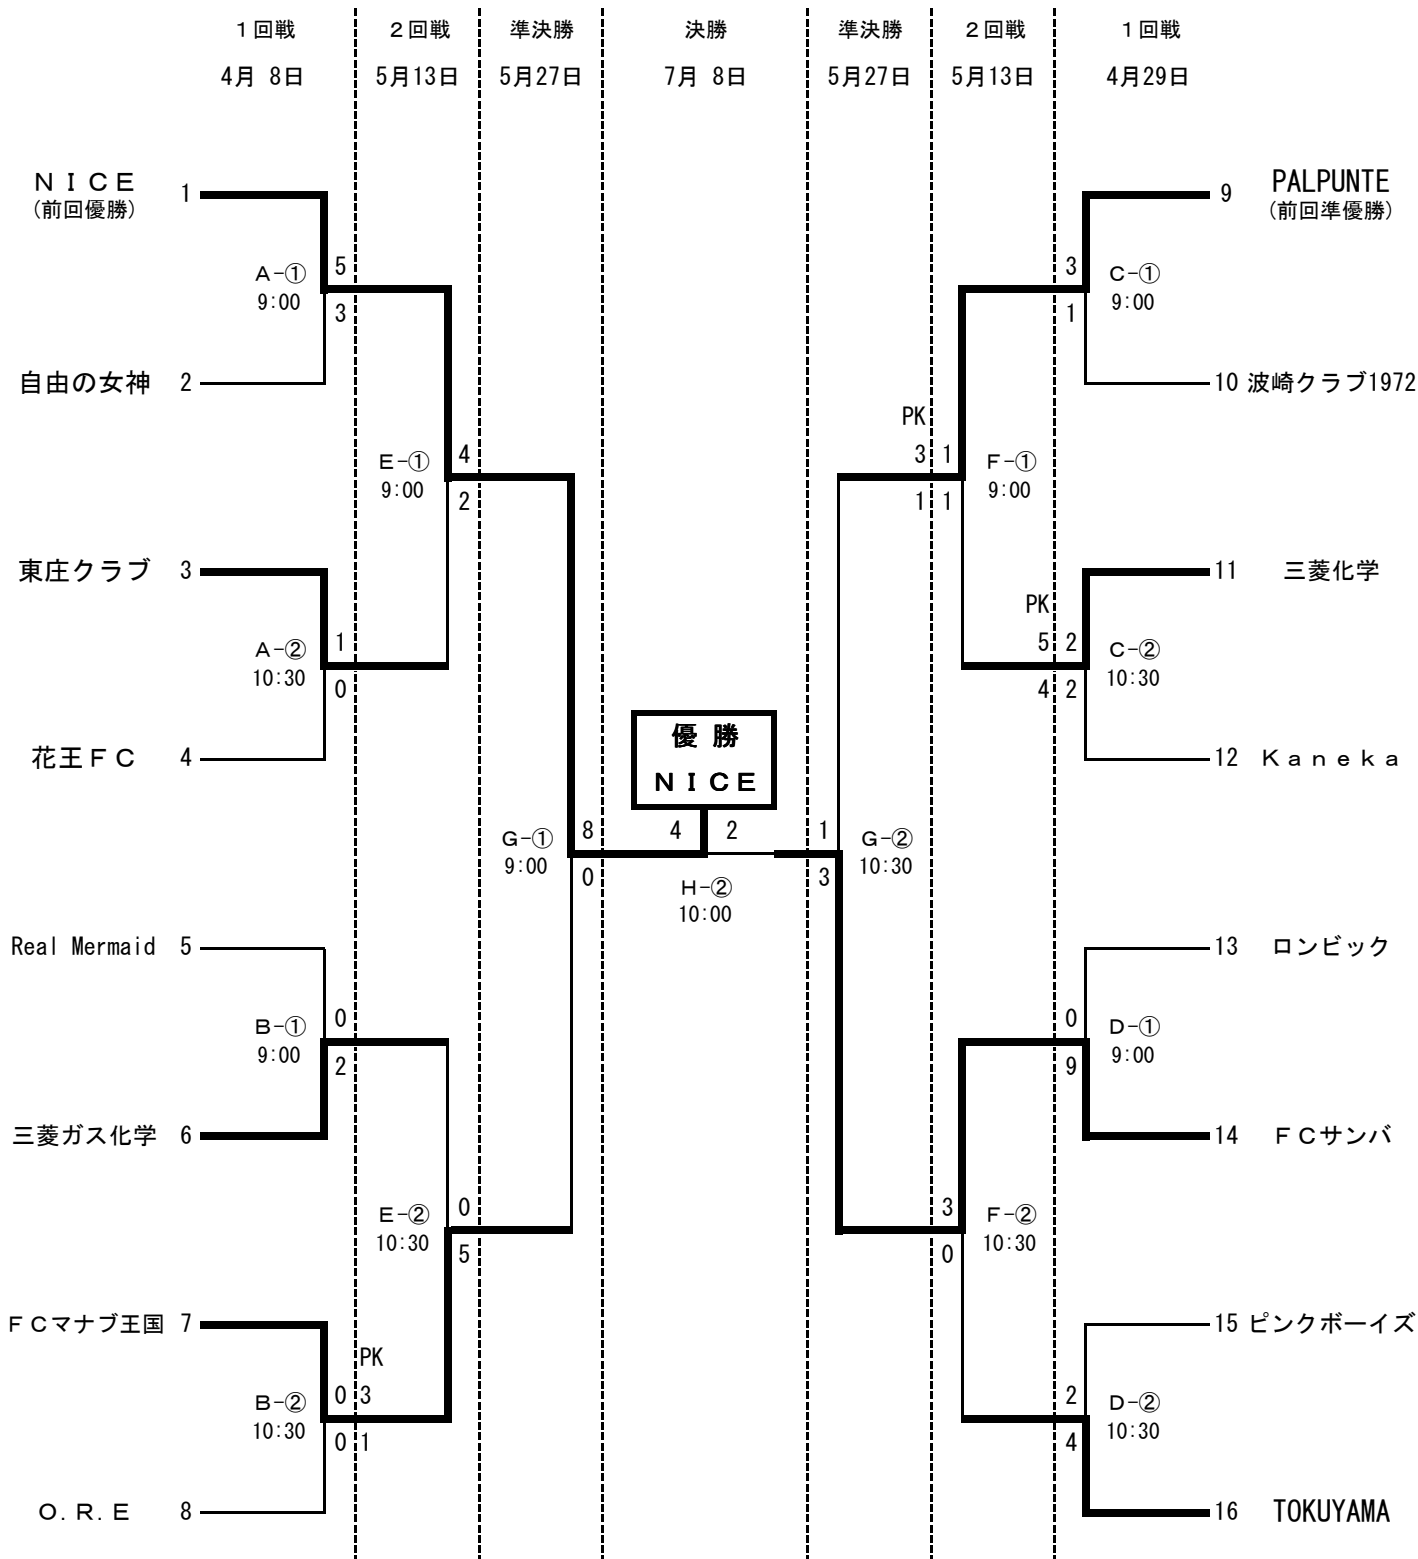 １回戦 ２回戦 準決勝 決勝 準決勝 ２回戦 １回戦
4月 8日 5月13日 5月27日 7月 8日 5月27日 5月13日 4月29日
ＮＩＣＥ 1 9 PALPUNTE
(前回優勝) (前回準優勝)
5 3
Ａ-① Ｃ-①
9:00 9:00
3 1
自由の女神 2 10 波崎クラブ1972
PK
4 3 1
Ｅ-① Ｆ-①
9:00 9:00
2 1 1
東庄クラブ 3 11 三菱化学
PK
1 5 2
Ａ-② Ｃ-②
10:30 10:30
0 4 2
優 勝
花王ＦＣ 4 12 Ｋａｎｅｋａ
ＮＩＣＥ
8 4 2 1
Ｇ-① Ｇ-②
9:00 10:30
0 3
Ｈ-②
10:00
Real Mermaid 5 13 ロンビック
0 0
Ｂ-① Ｄ-①
9:00 9:00
2 9
三菱ガス化学 6 14 ＦＣサンバ
0 3
Ｅ-② Ｆ-②
10:30 10:30
5 0
ＦＣマナブ王国 7 15 ピンクボーイズ
PK
0 3 2
Ｂ-② Ｄ-②
10:30 10:30
0 1 4
Ｏ.Ｒ.Ｅ 8 16 TOKUYAMA